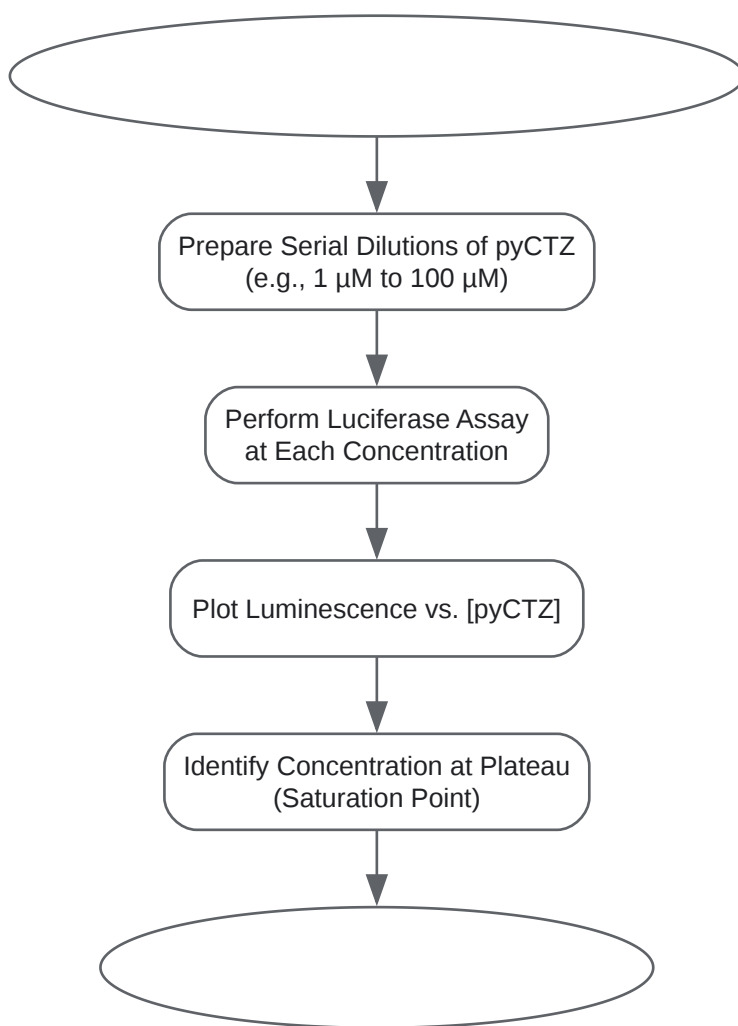 Prepare Serial Dilutions of pyCTZ
(e.g., 1 µM to 100 µM)
Perform Luciferase Assay
at Each Concentration
Plot Luminescence vs. [pyCTZ]
Identify Concentration at Plateau
(Saturation Point)